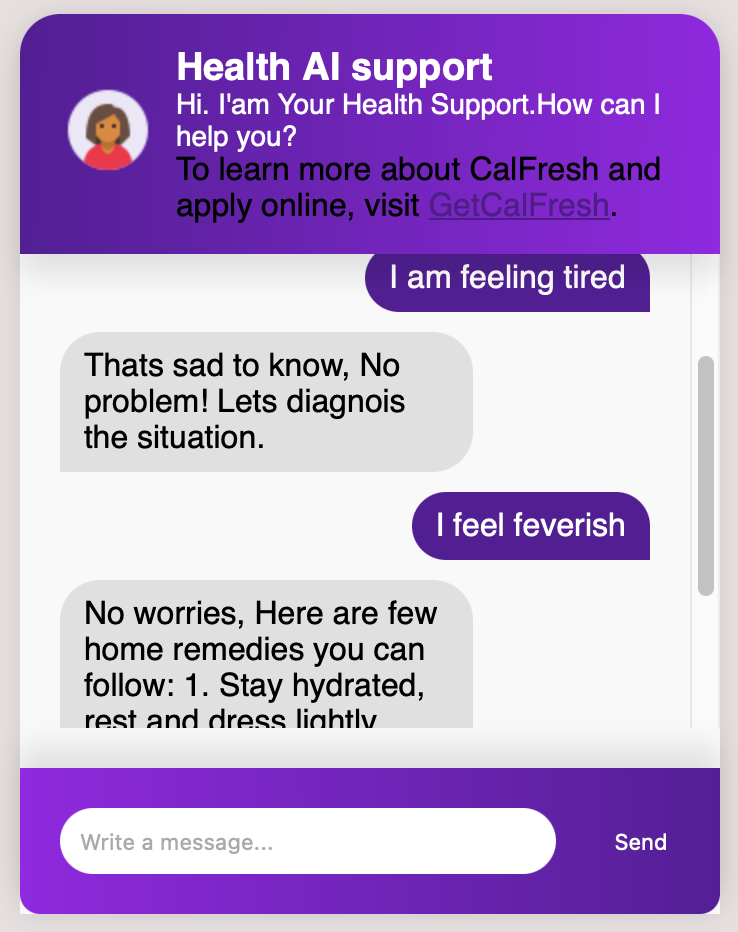 Health AI support
Hi. I'am Your Health Support.How can I
help you?
To learn more about CalFresh and
apply online, visit GetCalFresh.
I am feeling tired
Thats sad to know, No
problem! Lets diagnois
the situation.
I feel feverish
No worries, Here are few
home remedies you can
follow: 1. Stay hydrated,
rest and dress lightly
Write a message...
Send